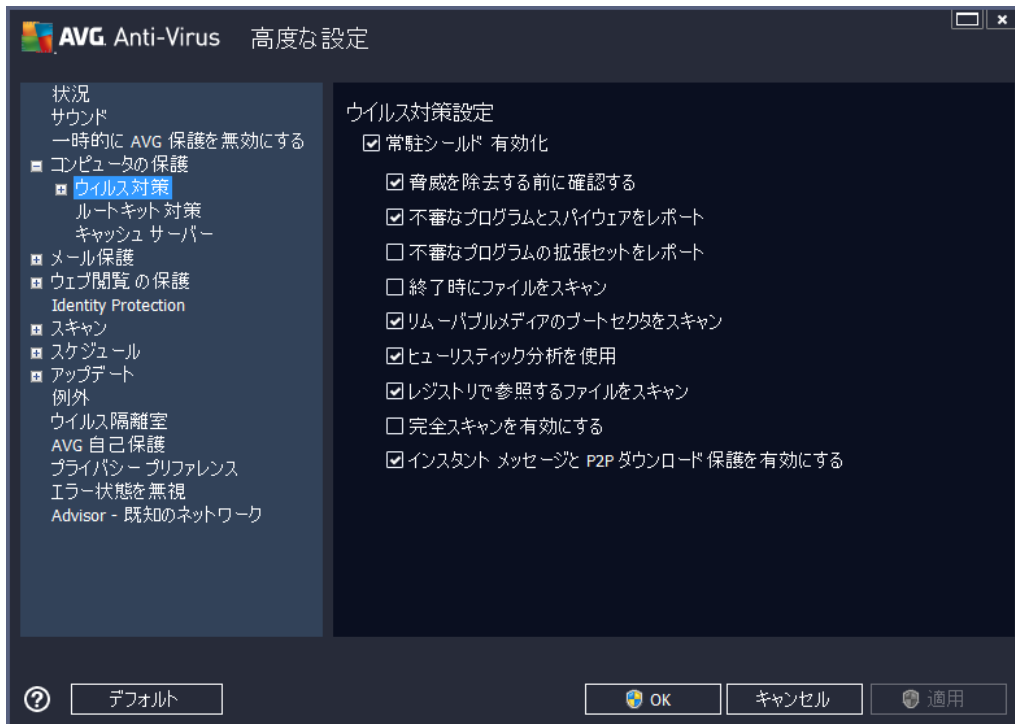 AVG. Anti-Virus 高度な設定
状況
サウンド
一時的に AVG 保護を無効にする
コンピュータの保護
ウィルス対策
ルートキット対策
キャッシュ サーバー
メール保護
ウェブ閲覧 の保護
Identity Protection
スキャン
スケジュール
アップデート
例外
ウイルス隔離室
AVG 自己保護
プライバシー プリファレンス
エラー状態を無視
Advisor - 既知のネットワーク
ウイルス対策設定
常駐シールド 有効化
脅威を除去する前に確認する
不審なプログラムとスパイウェアをレポート
不審なプログラムの拡張セットをレポート
終了時にファイルをスキャン
リムーバブルメディアのブートセクタをスキャン
ヒューリスティック分析を使用
レジストリで参照するファイルをスキャン
完全スキャンを有効にする
インスタント メッセージと P2P ダウンロード保護を有効にする
デフォルト
OK
キャンセル
適用